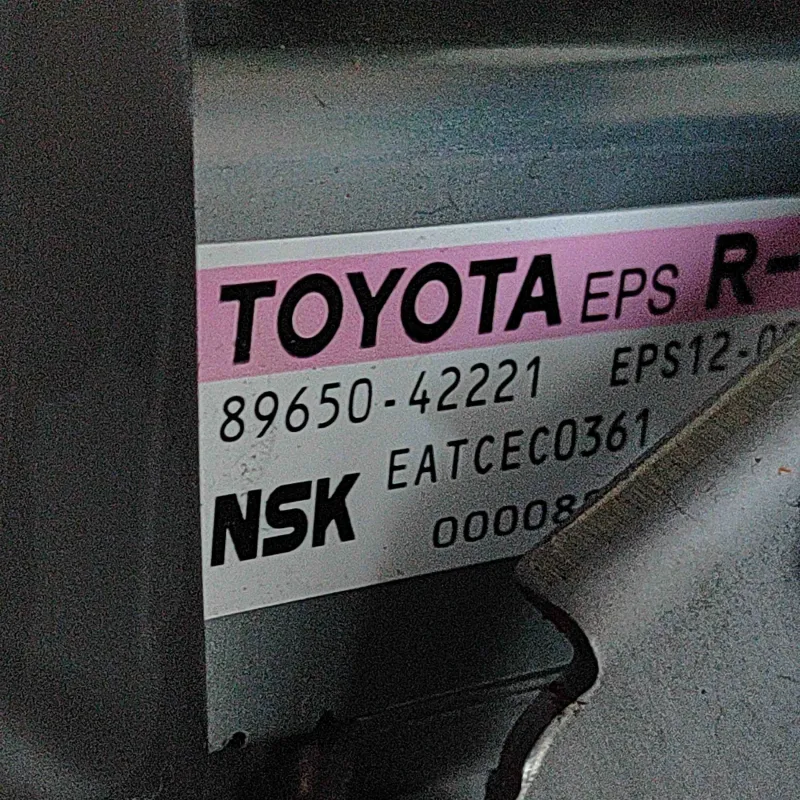 TOYOTA EPS R-
89650-42221 EPS12-0
EATCEC0361
NSK
00008